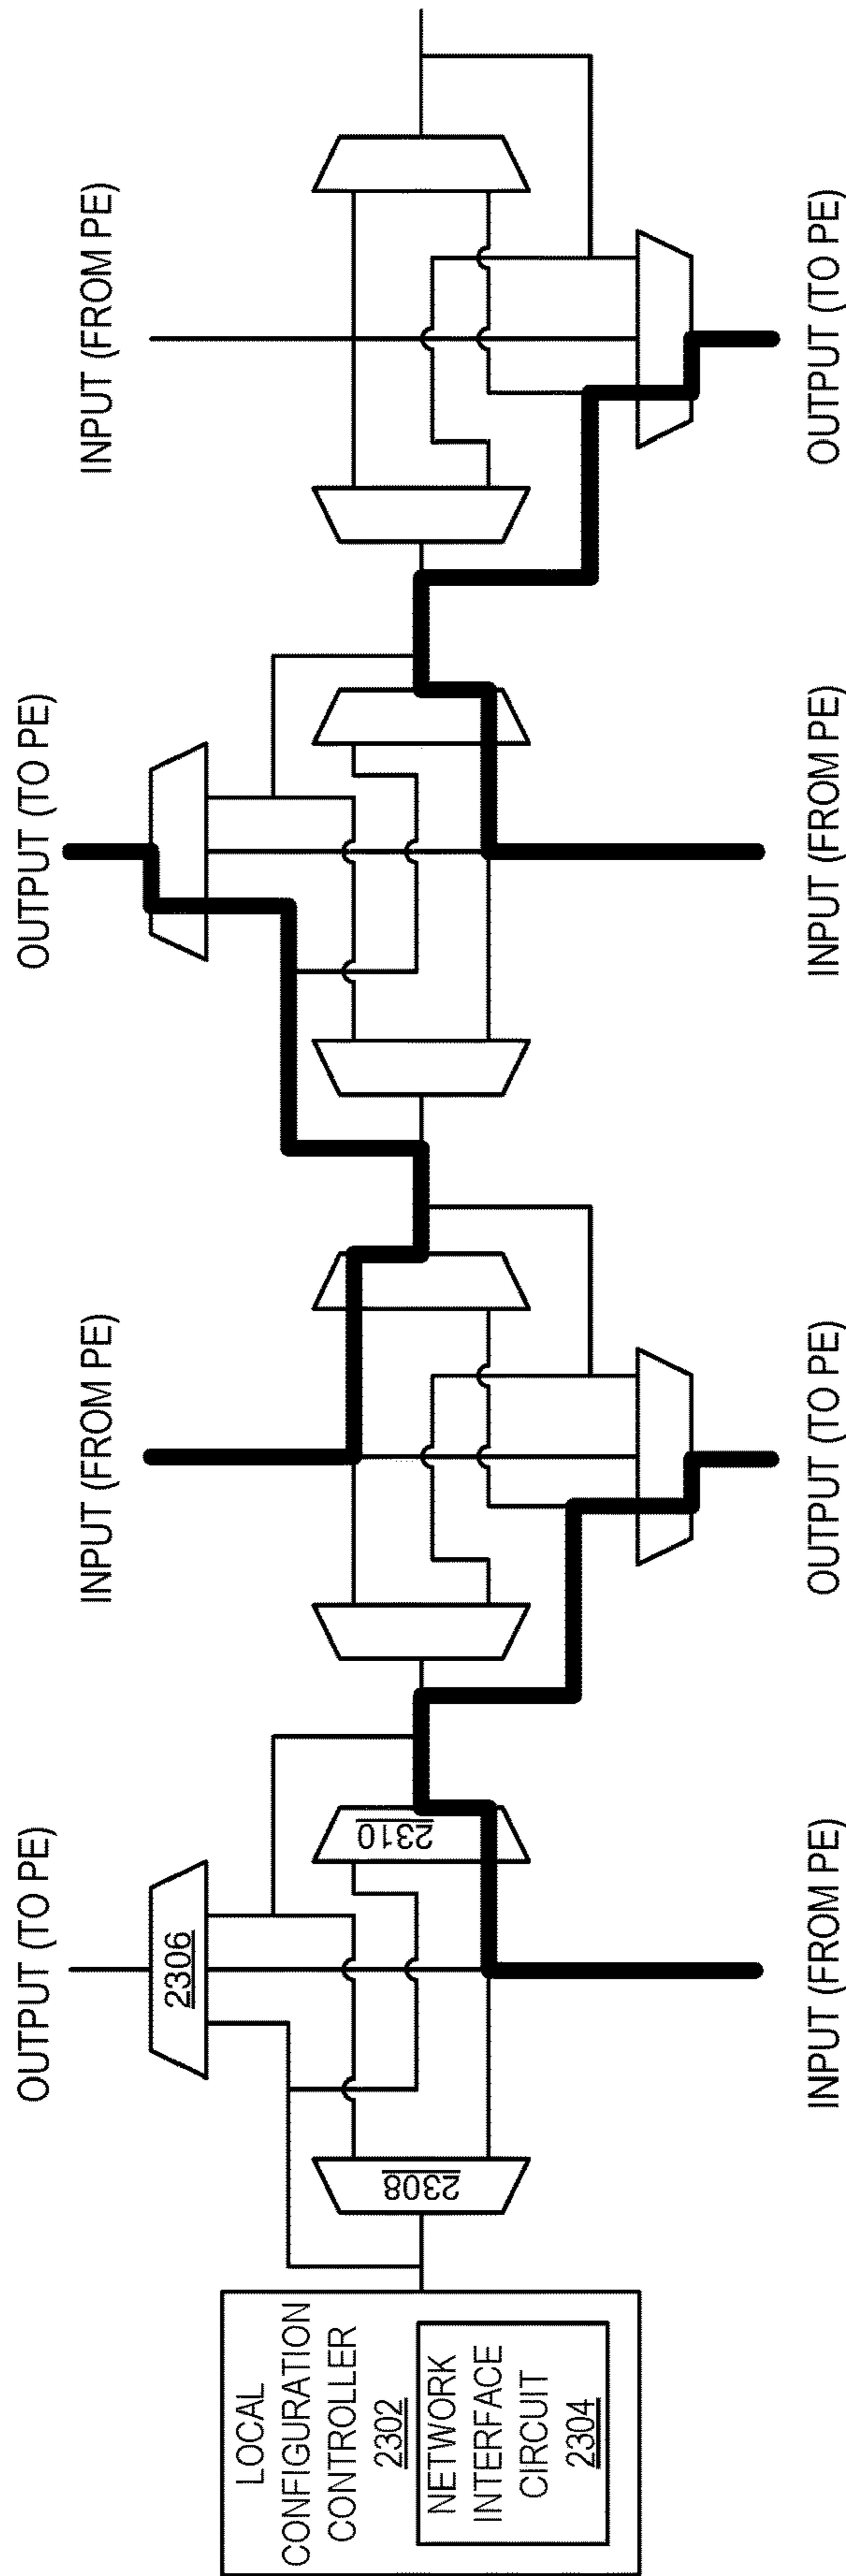 LOCAL
CONFIGURATION
CONTROLLER
2302
NETWORK
INTERFACE
CIRCUIT
2304
OUTPUT (TO PE)
2306
2308
2310
INPUT (FROM PE)
INPUT (FROM PE)
OUTPUT (TO PE)
OUTPUT (TO PE)
INPUT (FROM PE)
INPUT (FROM PE)
OUTPUT (TO PE)